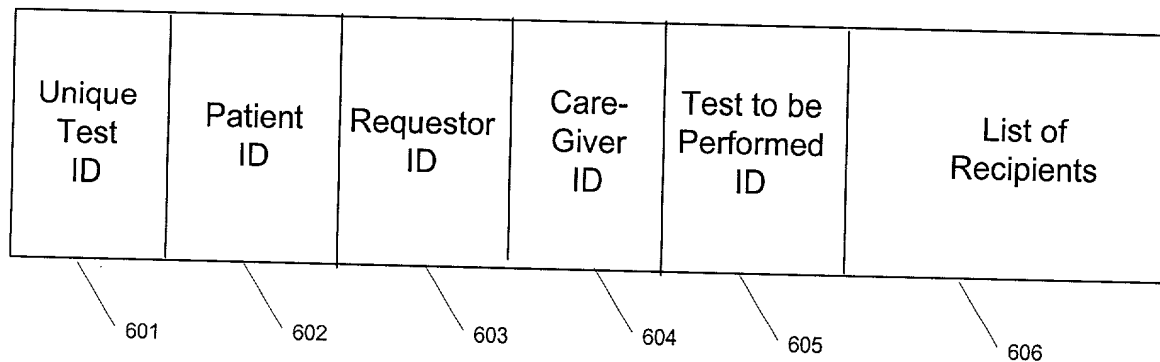 Unique
Test
ID
Patient
ID
Requestor
ID
Care-
Giver
ID
Test to be
Performed
ID
List of
Recipients
601
602
603
604
605
606